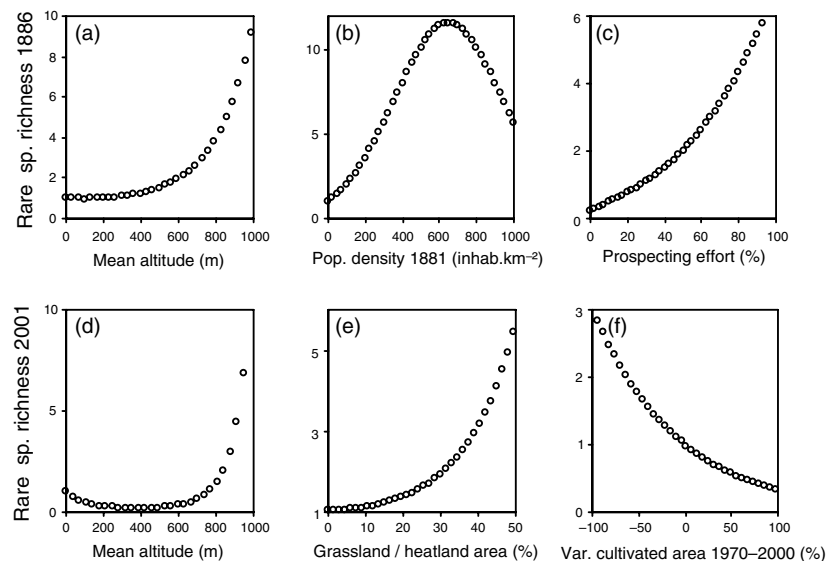 Rare sp. richness 1886
(a)
10
8
6
4
2
0
0 200 400 600 800 1000
Mean altitude (m)
(b)
10
5
0
0 200 400 600 800 1000
Pop. density 1881 (inhab.km⁻²)
(c)
6
4
2
0
0 20 40 60 80 100
Prospecting effort (%)
Rare sp. richness 2001
(d)
10
5
0
0 200 400 600 800 1000
Mean altitude (m)
(e)
5
3
1
0 10 20 30 40 50
Grassland / heatland area (%)
(f)
3
2
1
0
−100 −50 0 50 100
Var. cultivated area 1970–2000 (%)